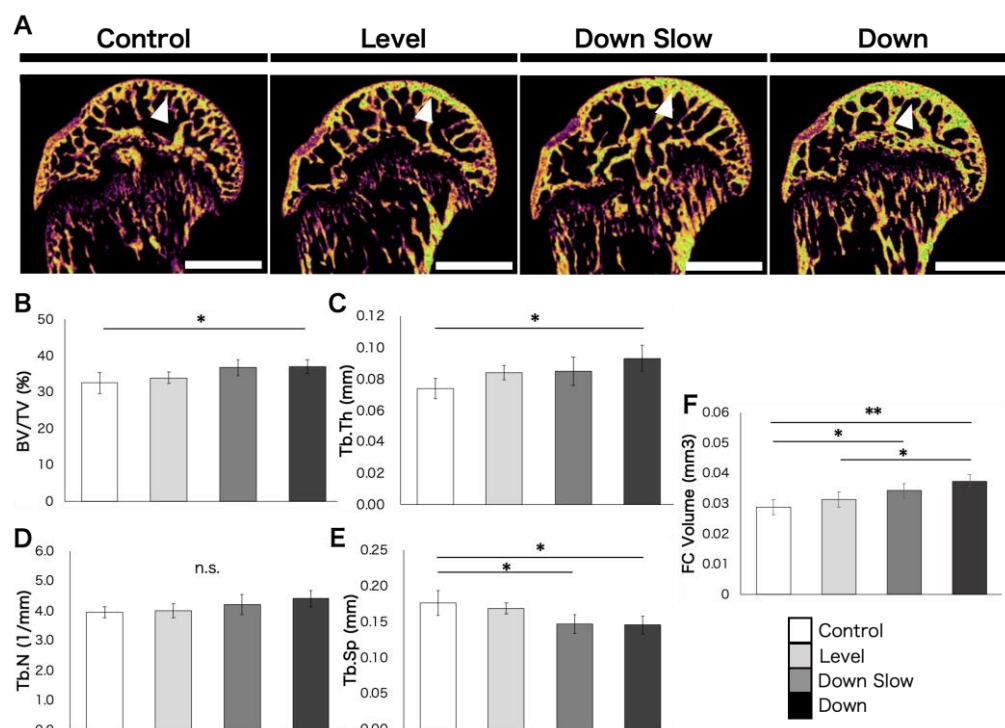 A
Control Level Down Slow Down
B
50
40
30
20
10
0
BV/TV (%)
*
C
0.12
0.10
0.08
0.06
0.04
0.02
0.00
Tb.Th (mm)
*
D
6.0
5.0
4.0
3.0
2.0
1.0
0.0
Tb.N (1/mm)
n.s.
E
0.25
0.20
0.15
0.10
0.05
0.00
Tb.Sp (mm)
*
*
F
0.06
0.05
0.04
0.03
0.02
0.01
0
FC Volume (mm3)
**
*
*
Control
Level
Down Slow
Down